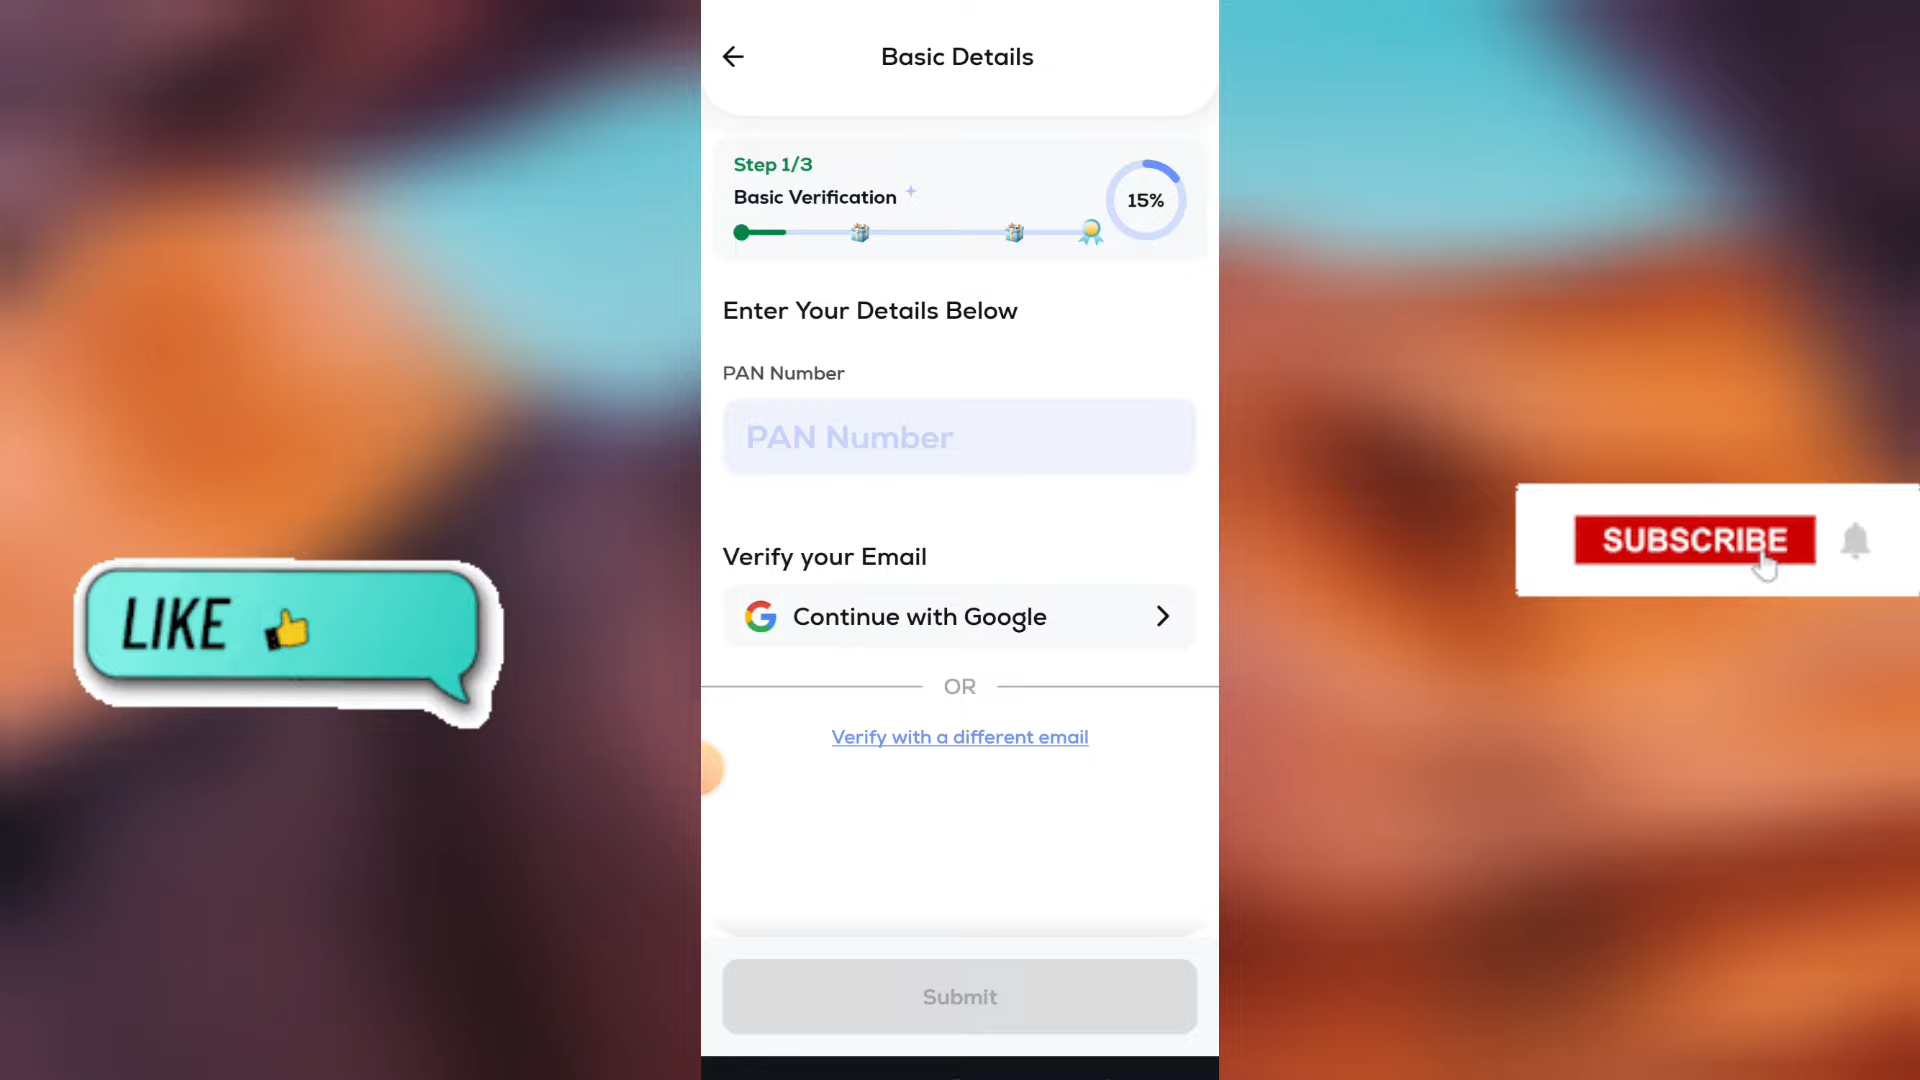 Basic Details
Step 1/3
Basic Verification
15%
Enter Your Details Below
PAN Number
PAN Number
Verify your Email
Continue with Google
OR
Verify with a different email
Submit
LIKE
SUBSCRIBE